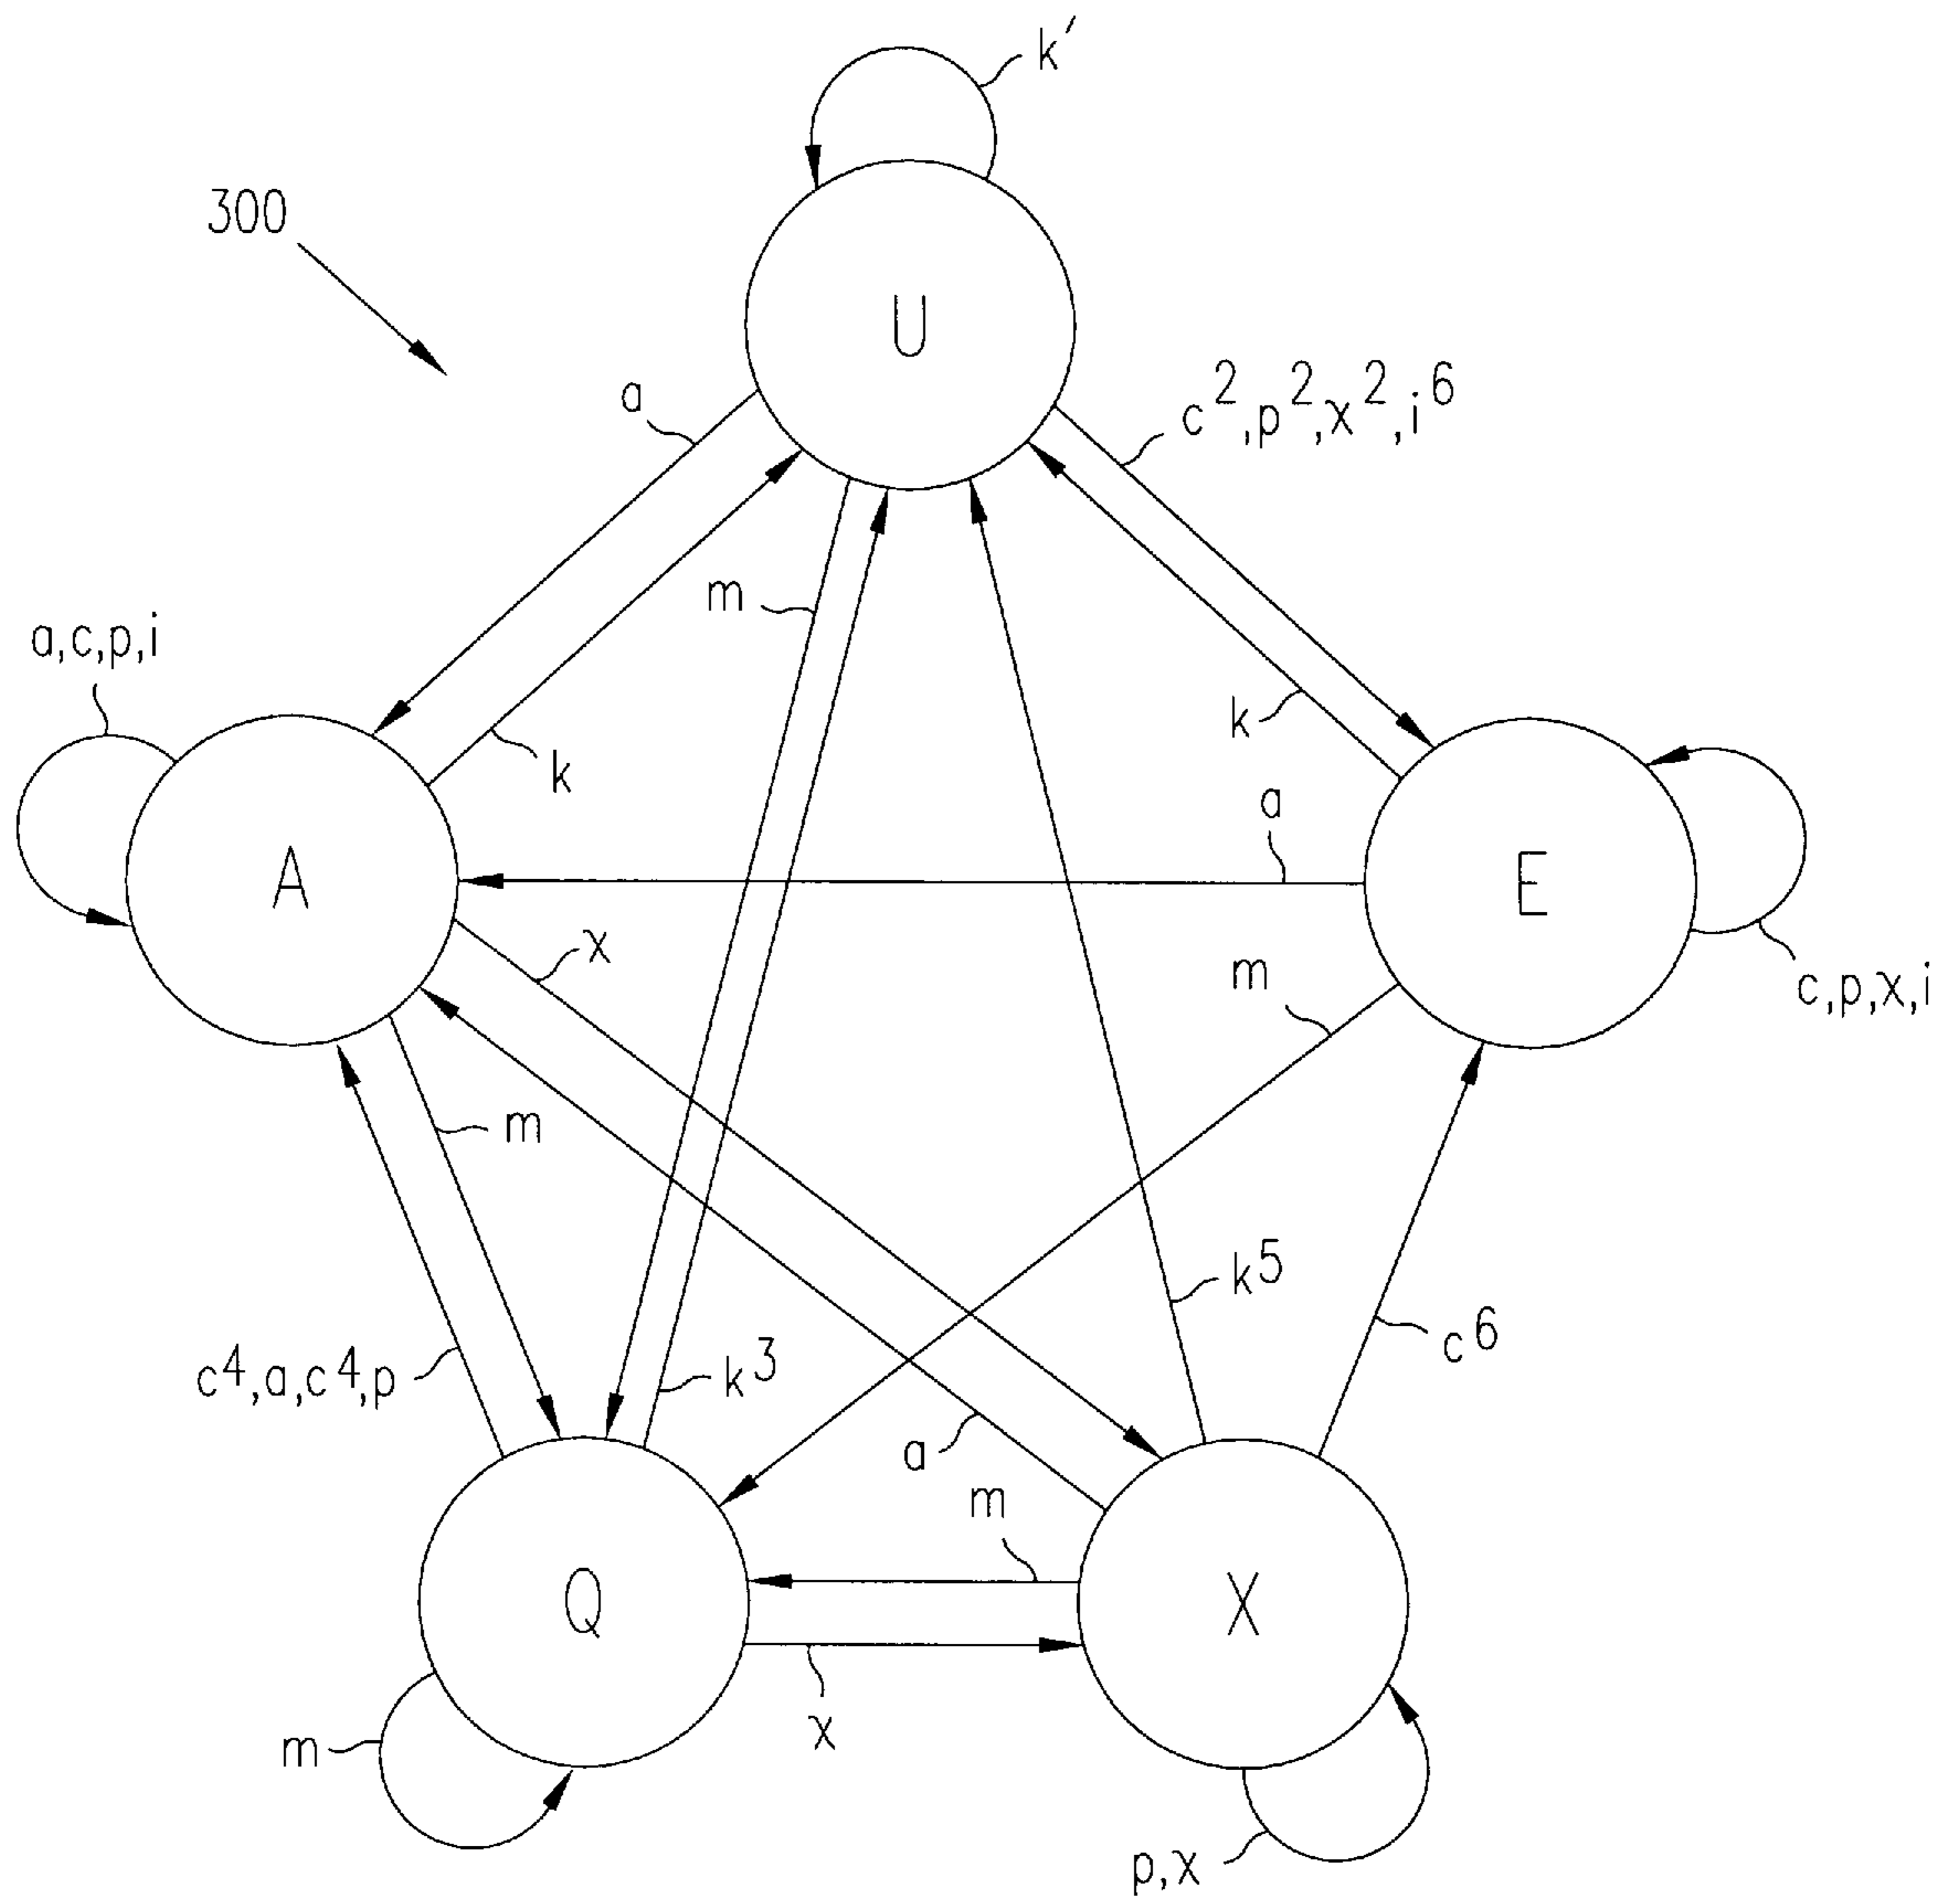 k′
300
U
a
c²,p²,x²,i⁶
m
a,c,p,i
k
k
a
A
E
x
m
c,p,x,i
m
k⁵
c⁶
c⁴,a,c⁴,p
k³
a
m
Q
X
x
m
p,x